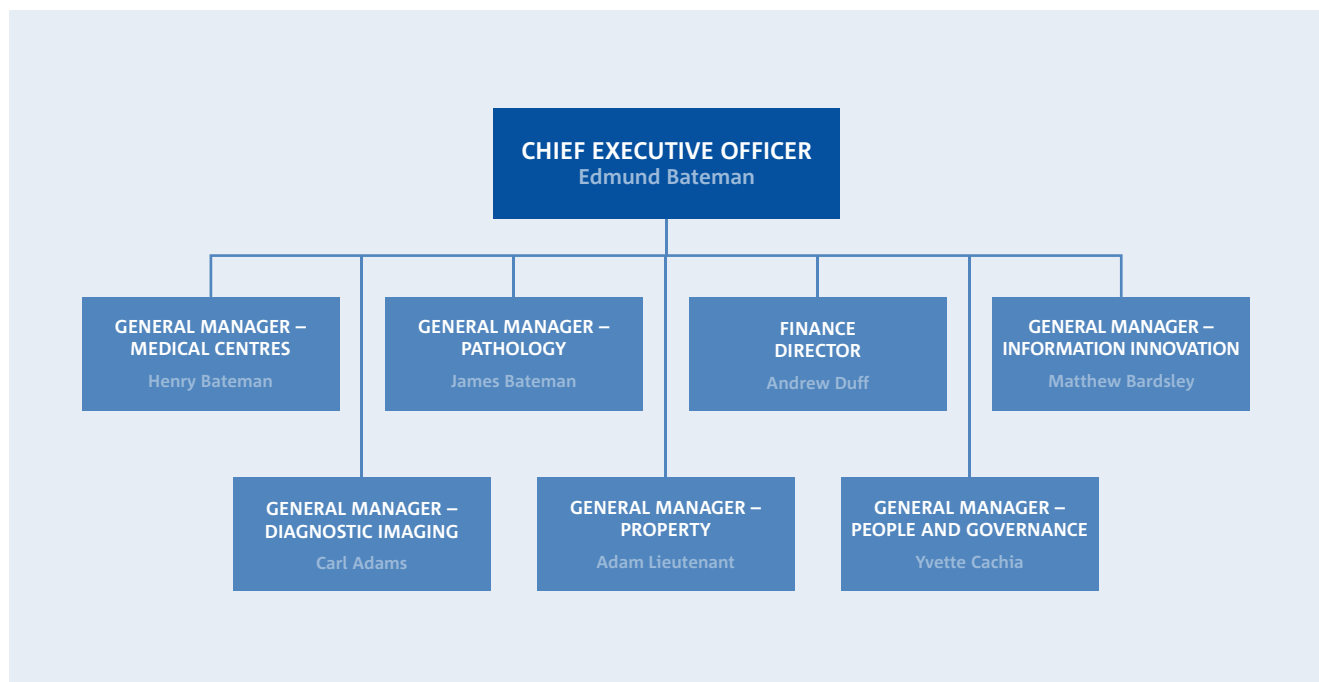 CHIEF EXECUTIVE OFFICER
Edmund Bateman
GENERAL MANAGER –
MEDICAL CENTRES
Henry Bateman
GENERAL MANAGER –
PATHOLOGY
James Bateman
FINANCE
DIRECTOR
Andrew Duff
GENERAL MANAGER –
INFORMATION INNOVATION
Matthew Bardsley
GENERAL MANAGER –
DIAGNOSTIC IMAGING
Carl Adams
GENERAL MANAGER –
PROPERTY
Adam Lieutenant
GENERAL MANAGER –
PEOPLE AND GOVERNANCE
Yvette Cachia